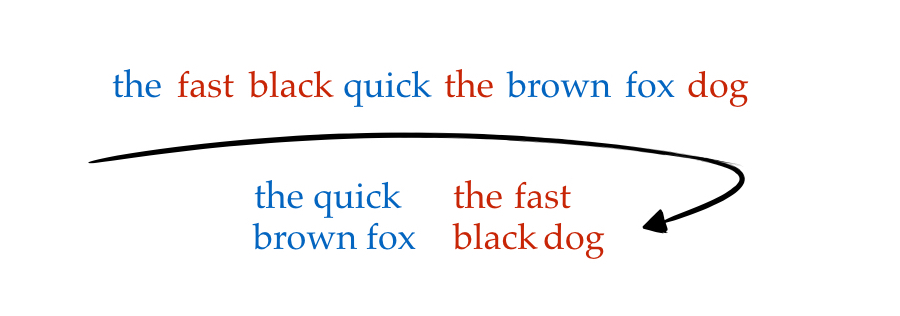 the fast black quick the brown fox dog
the quick
brown fox
the fast
black dog